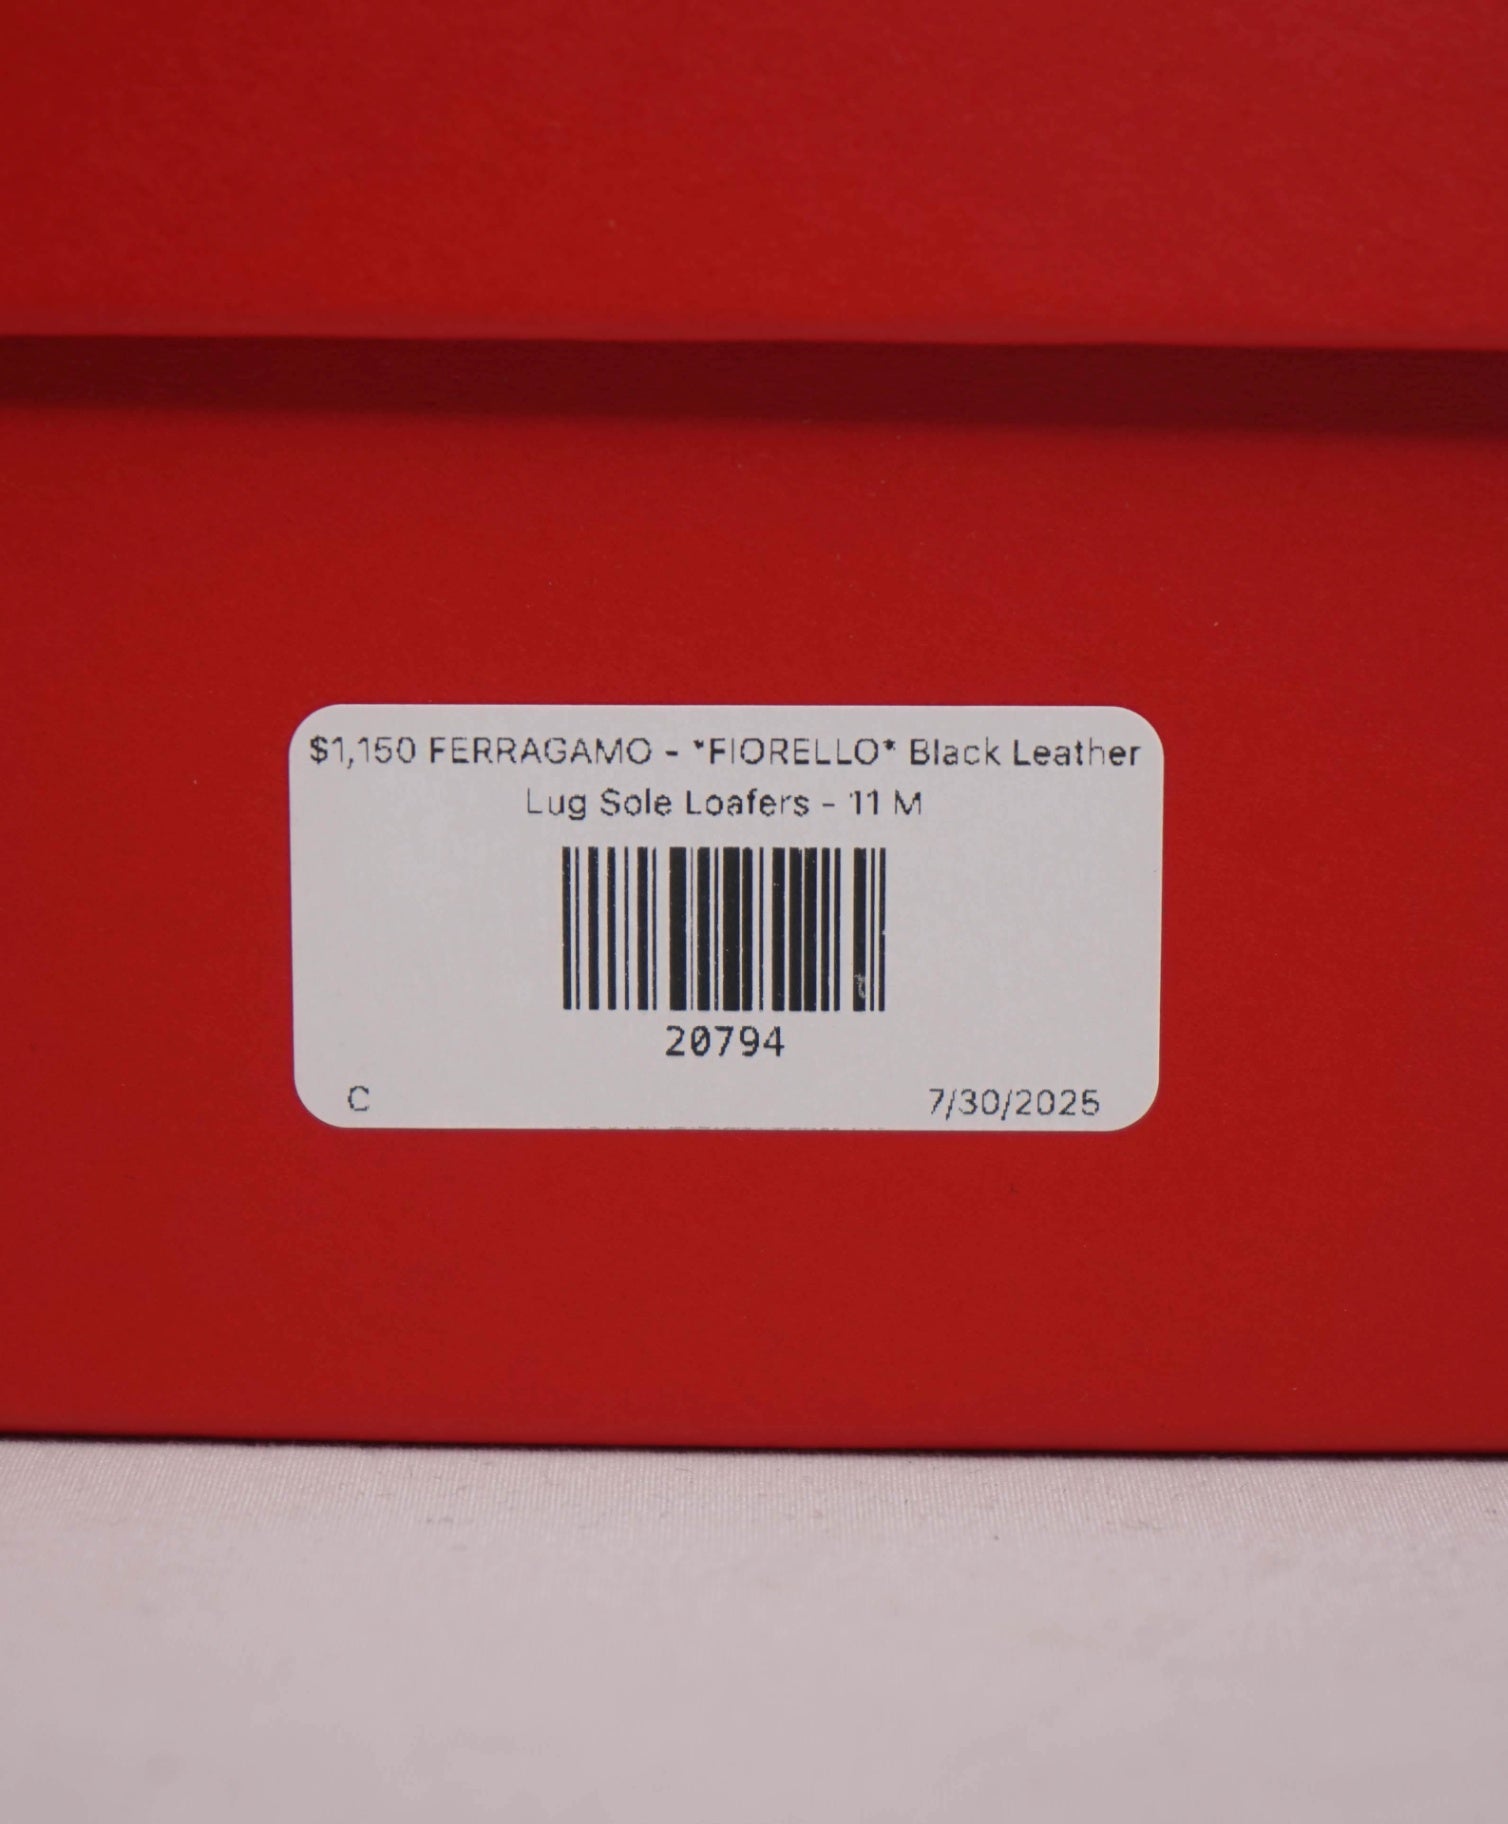 $1,150 FERRAGAMO - *FIORELLO* Black Leather
Lug Sole Loafers - 11 M
20794
C
7/30/2025